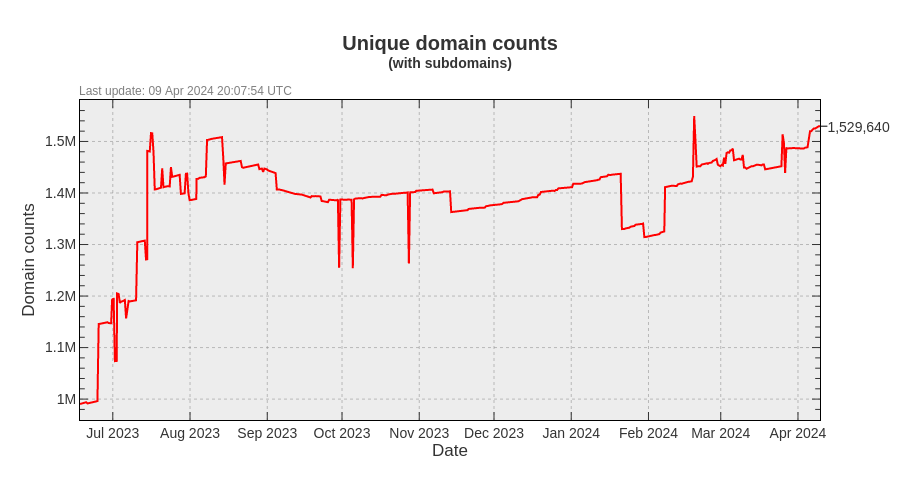 Unique domain counts
(with subdomains)
Last update: 09 Apr 2024 20:07:54 UTC
1.5M
1,529,640
1.4M
1.3M
1.2M
1.1M
1M
Domain counts
Jul 2023 Aug 2023 Sep 2023 Oct 2023 Nov 2023 Dec 2023 Jan 2024 Feb 2024 Mar 2024 Apr 2024
Date